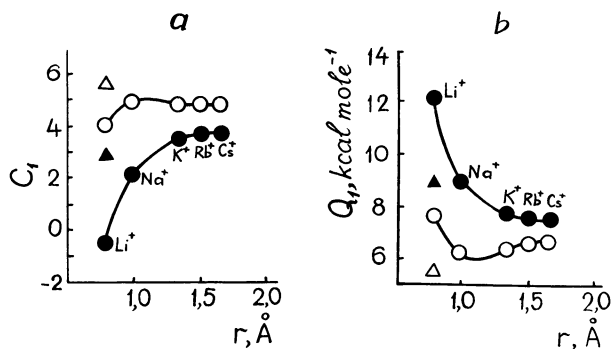 a
6
4
2
0
-2
C₁
Li⁺
Na⁺
K⁺ Rb⁺ Cs⁺
1,0 1,5 2,0
r, Å
b
14
12
10
8
6
Q₁, kcal mole⁻¹
Li⁺
Na⁺
K⁺ Rb⁺ Cs⁺
1,0 1,5 2,0
r, Å